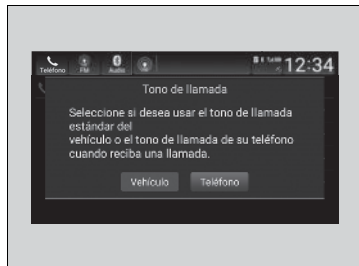 Teléfono FM Audio 12:34
Tono de llamada
Seleccione si desea usar el tono de llamada
estándar del
vehículo o el tono de llamada de su teléfono
cuando reciba una llamada.
Vehículo Teléfono